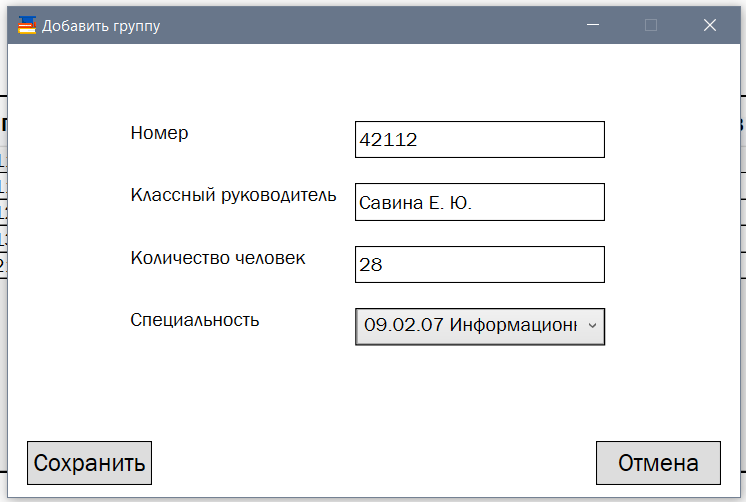 Добавить группу
Номер
42112
Классный руководитель
Савина Е. Ю.
Количество человек
28
Специальность
09.02.07 Информационн
Сохранить
Отмена